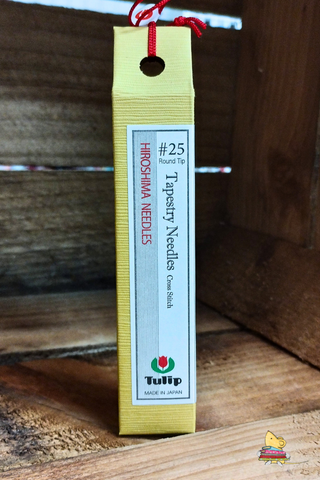 #25
Round Tip
HIROSHIMA NEEDLES
Tapestry Needles Cross Stitch
Tulip
MADE IN JAPAN